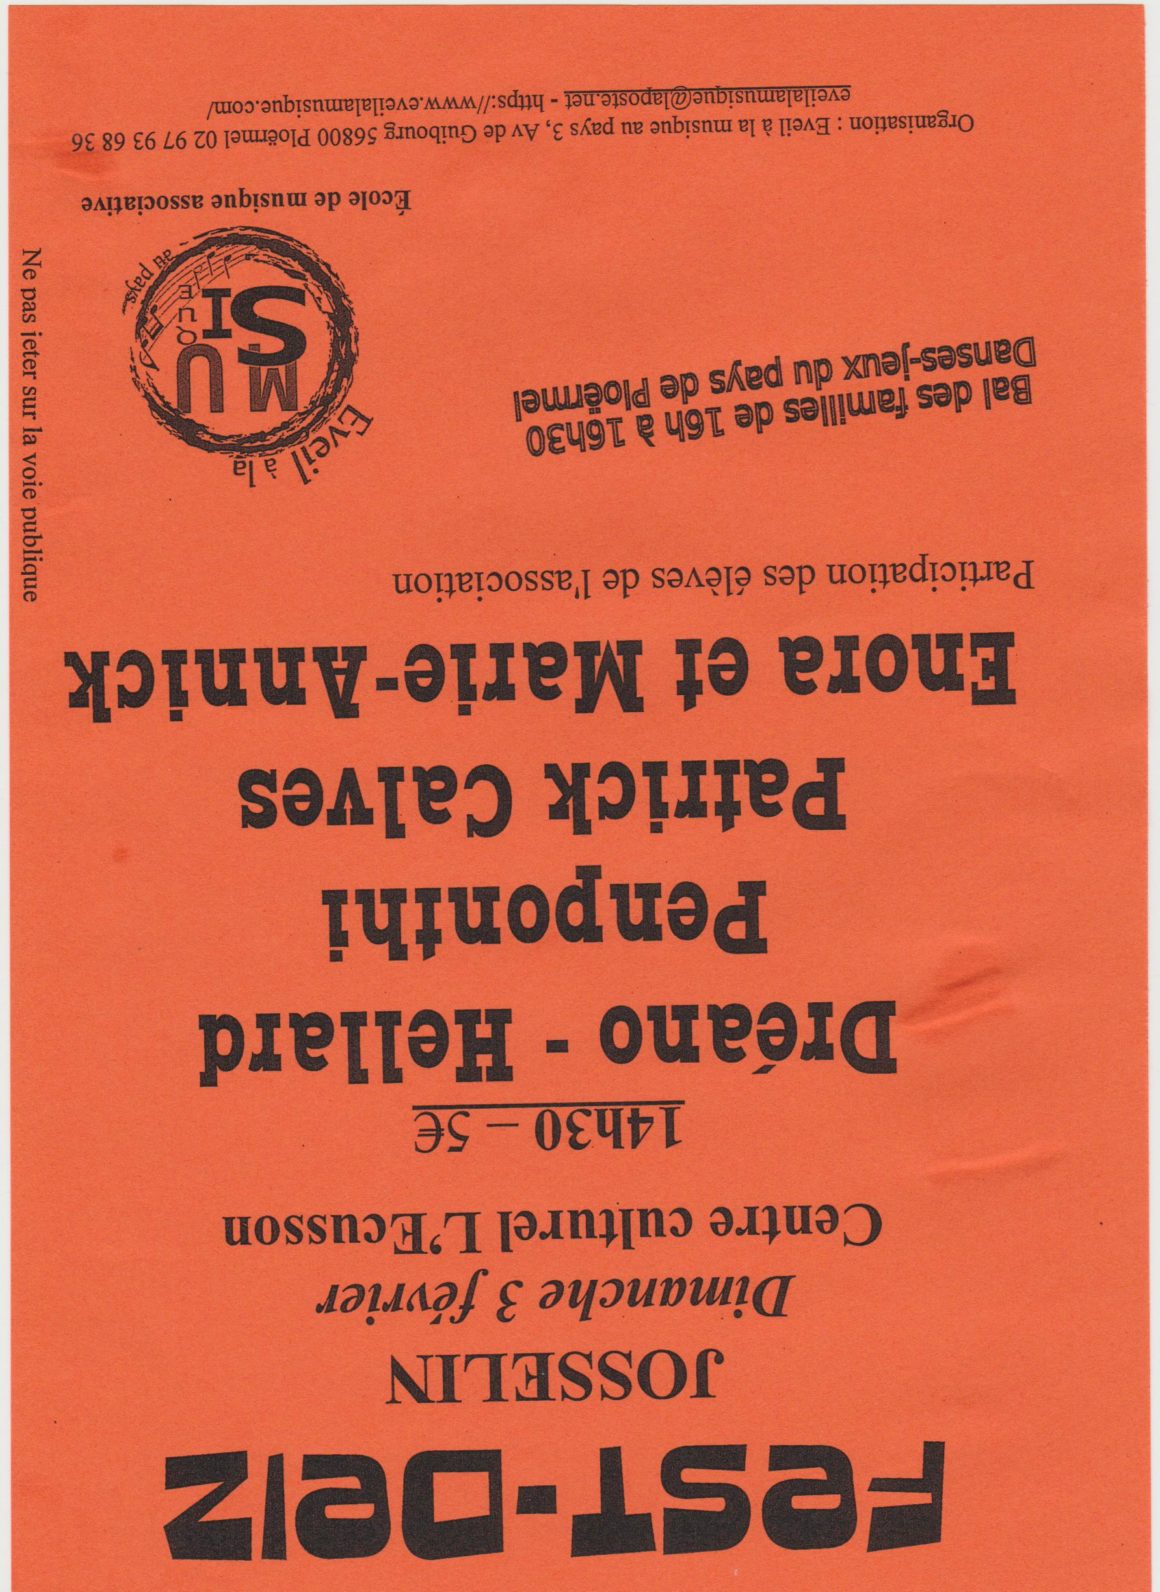 Fest-Deiz
JOSSELIN
Dimanche 3 février
Centre culturel L’Ecusson
14h30 – 5€
Dréano - Hellard
Penponthi
Patrick Calves
Enora et Marie-Annick
Participation des élèves de l'association
Bal des familles de 16h à 16h30
Danses-jeux du pays de Ploërmel
Eveil à la
MU
SI
QUE
au pays...
École de musique associative
Organisation : Eveil à la musique au pays 3, Av de Guibourg 56800 Ploërmel 02 97 93 68 36
eveilalamusique@laposte.net - https://www.eveilalamusique.com/
Ne pas jeter sur la voie publique